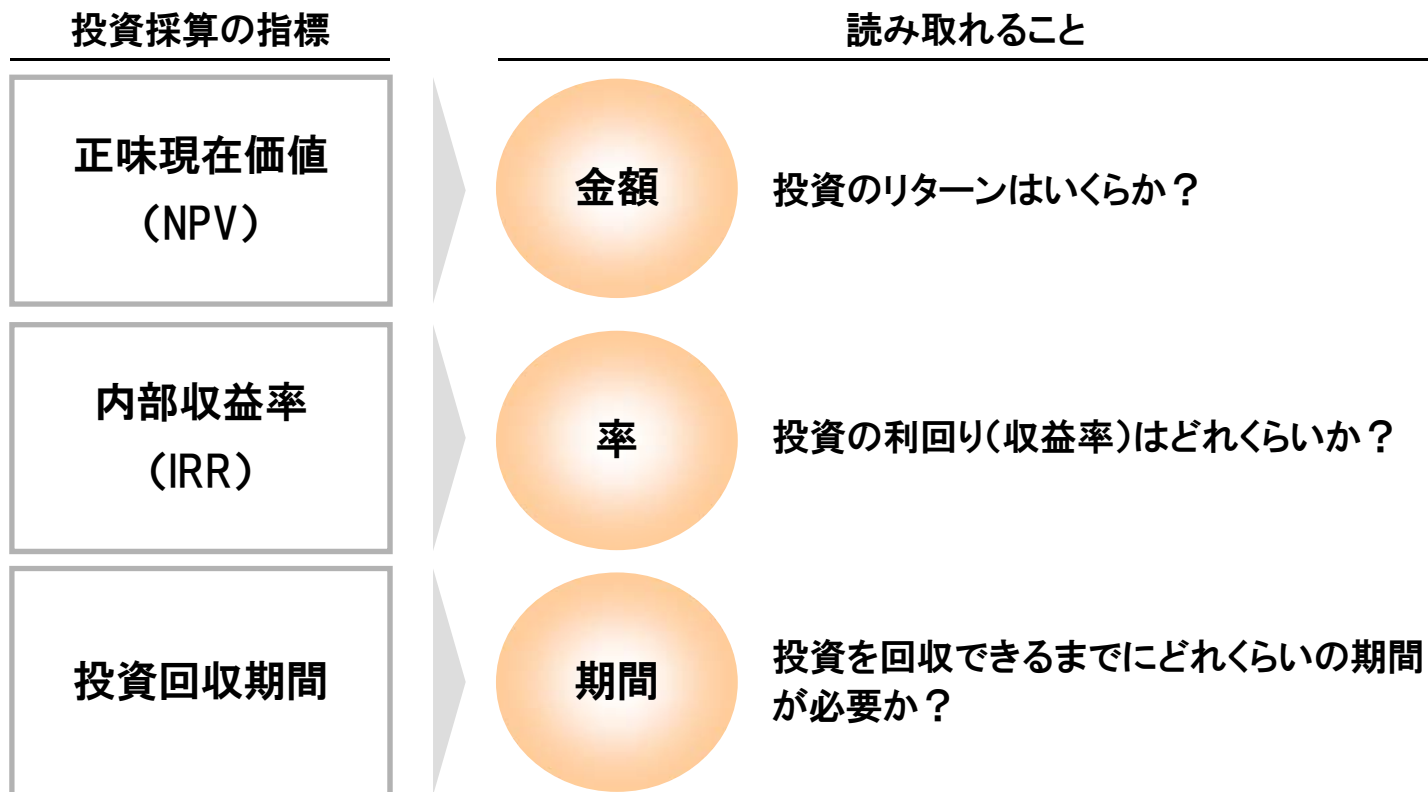 投資採算の指標
読み取れること
正味現在価値
（NPV）
金額
投資のリターンはいくらか？
内部収益率
（IRR）
率
投資の利回り（収益率）はどれくらいか？
投資回収期間
期間
投資を回収できるまでにどれくらいの期間
が必要か？